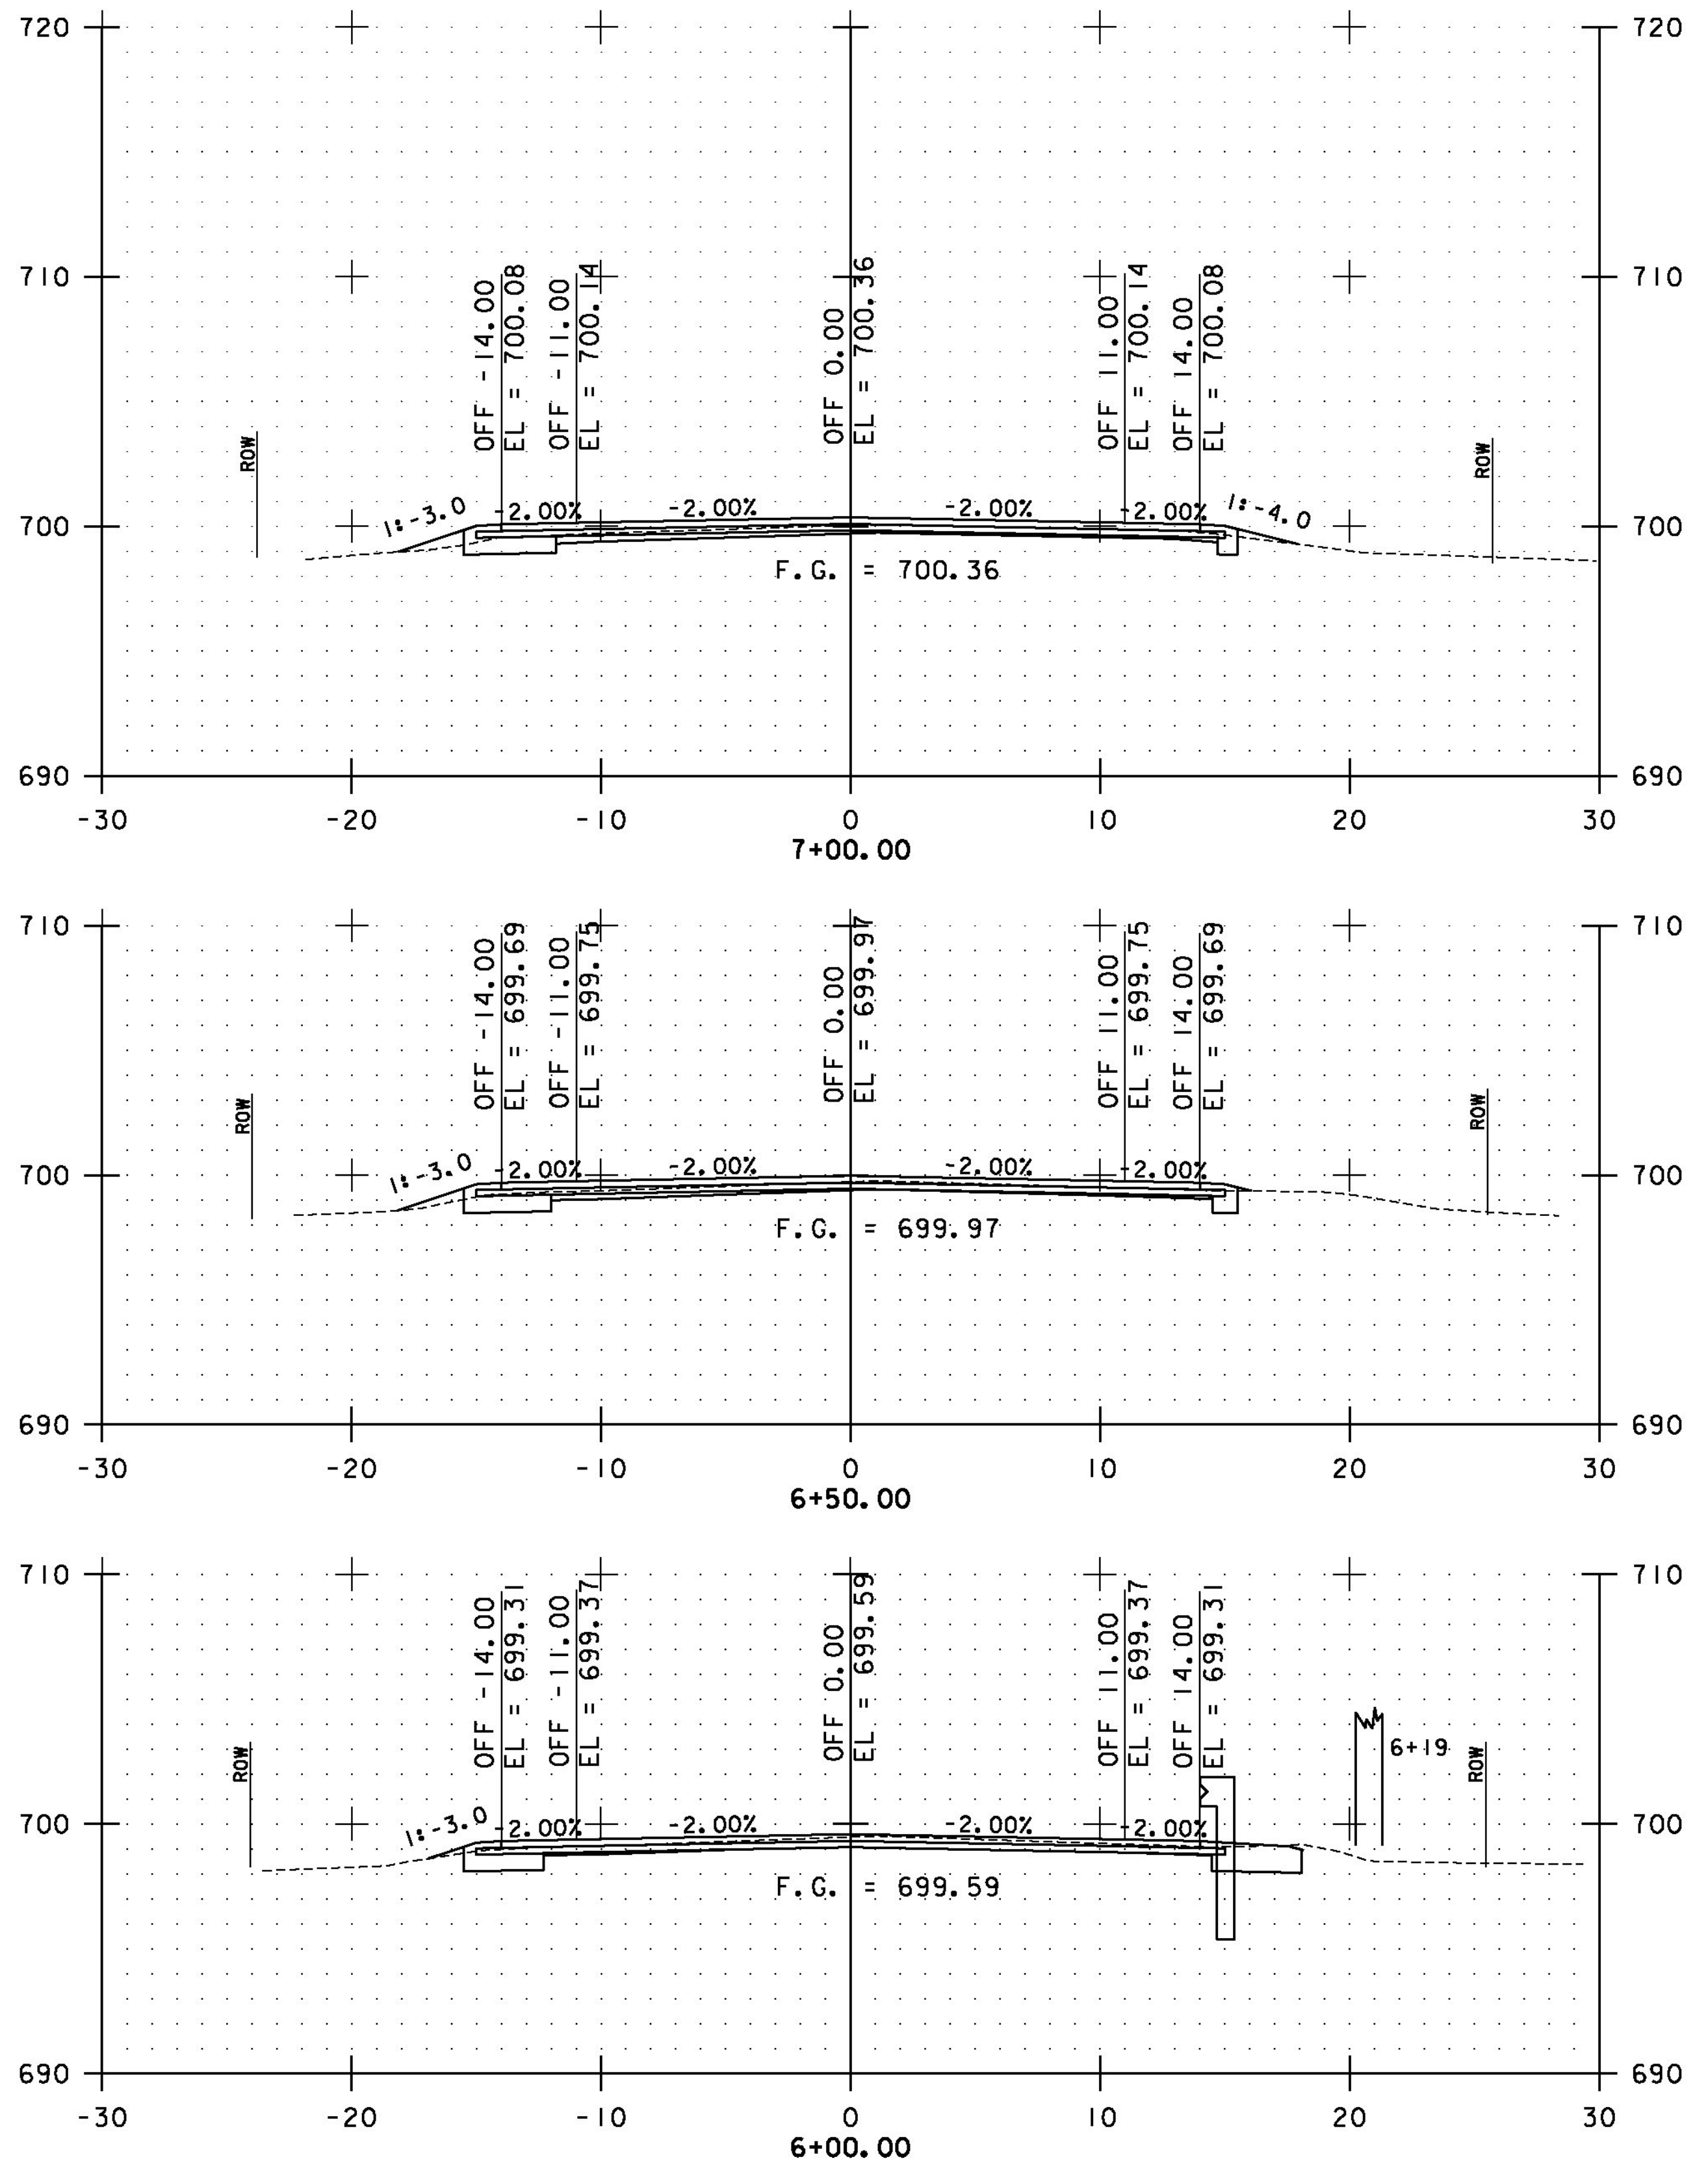 720 720
710 710
OFF -14.00
EL = 700.08
OFF -11.00
EL = 700.14
OFF 0.00
EL = 700.36
OFF 11.00
EL = 700.14
OFF 14.00
EL = 700.08
ROW
ROW
1:-3.0 -2.00% -2.00% -2.00% -2.00% 1:-4.0
700 700
F.G. = 700.36
690 690
-30 -20 -10 0 10 20 30
7+00.00
710 710
OFF -14.00
EL = 699.69
OFF -11.00
EL = 699.75
OFF 0.00
EL = 699.97
OFF 11.00
EL = 699.75
OFF 14.00
EL = 699.69
ROW
ROW
1:-3.0 -2.00% -2.00% -2.00% -2.00%
700 700
F.G. = 699.97
690 690
-30 -20 -10 0 10 20 30
6+50.00
710 710
OFF -14.00
EL = 699.31
OFF -11.00
EL = 699.37
OFF 0.00
EL = 699.59
OFF 11.00
EL = 699.37
OFF 14.00
EL = 699.31
6+19
ROW
ROW
1:-3.0 -2.00% -2.00% -2.00% -2.00%
700 700
F.G. = 699.59
690 690
-30 -20 -10 0 10 20 30
6+00.00